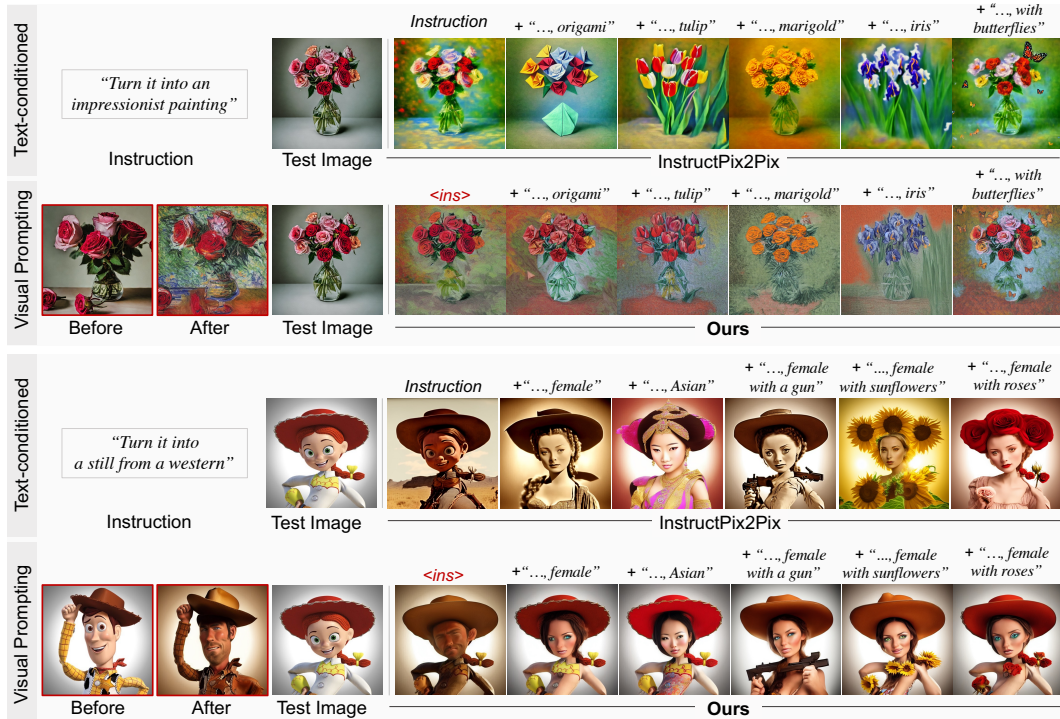 Text-conditioned
"Turn it into an
impressionist painting"
Instruction
Test Image
Instruction
+ "…, origami"
+ "…, tulip"
+ "…, marigold"
+ "…, iris"
+ "…, with
butterflies"
InstructPix2Pix
Visual Prompting
Before
After
Test Image
<ins>
+ "…, origami"
+ "…, tulip"
+ "…, marigold"
+ "…, iris"
+ "…, with
butterflies"
Ours
Text-conditioned
"Turn it into
a still from a western"
Instruction
Test Image
Instruction
+ "…, female"
+ "…, Asian"
+ "…, female
with a gun"
+ "..., female
with sunflowers"
+ "…, female
with roses"
InstructPix2Pix
Visual Prompting
Before
After
Test Image
<ins>
+ "…, female"
+ "…, Asian"
+ "…, female
with a gun"
+ "..., female
with sunflowers"
+ "…, female
with roses"
Ours